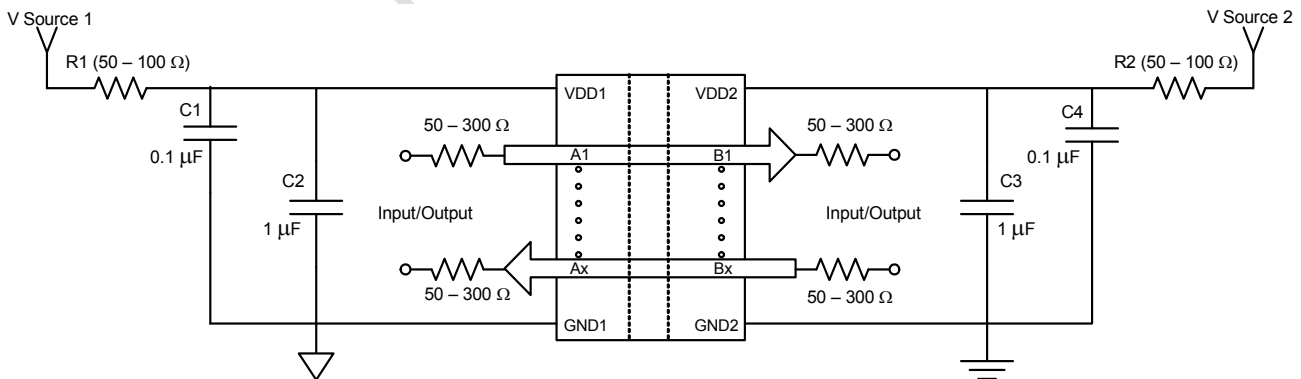 V Source 1
V Source 2
R1 (50 – 100 Ω)
R2 (50 – 100 Ω)
VDD1
VDD2
C1
0.1 μF
C4
0.1 μF
50 – 300 Ω
50 – 300 Ω
A1
B1
C2
1 μF
C3
1 μF
Input/Output
Input/Output
Ax
Bx
50 – 300 Ω
50 – 300 Ω
GND1
GND2